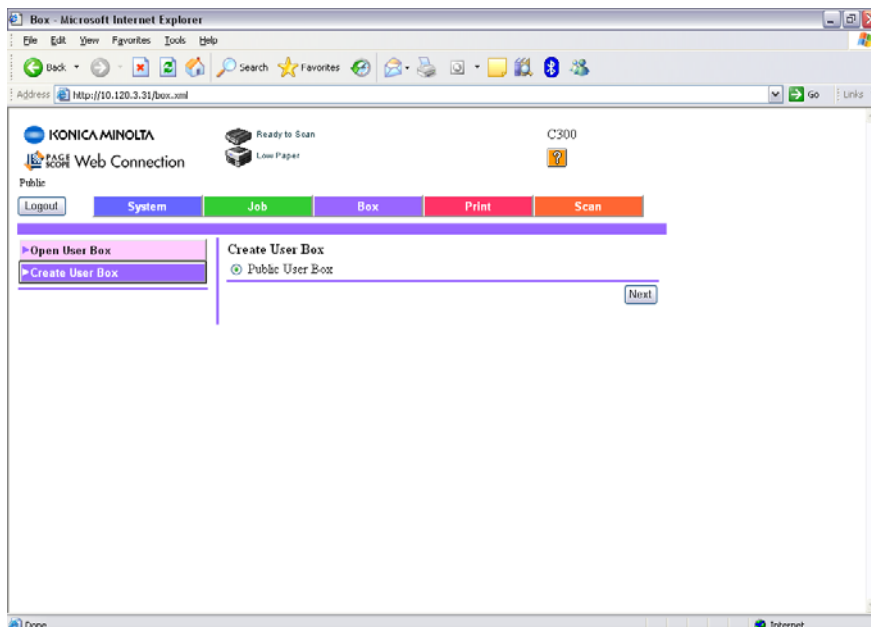 Box - Microsoft Internet Explorer
File Edit View Favorites Tools Help
Back Search Favorites
Address http://10.120.3.31/box.xml Go Links
KONICA MINOLTA Ready to Scan C300
PAGE SCOPE Web Connection Low Paper ?
Public
Logout System Job Box Print Scan
Open User Box Create User Box
Create User Box Public User Box
Next
Done Internet